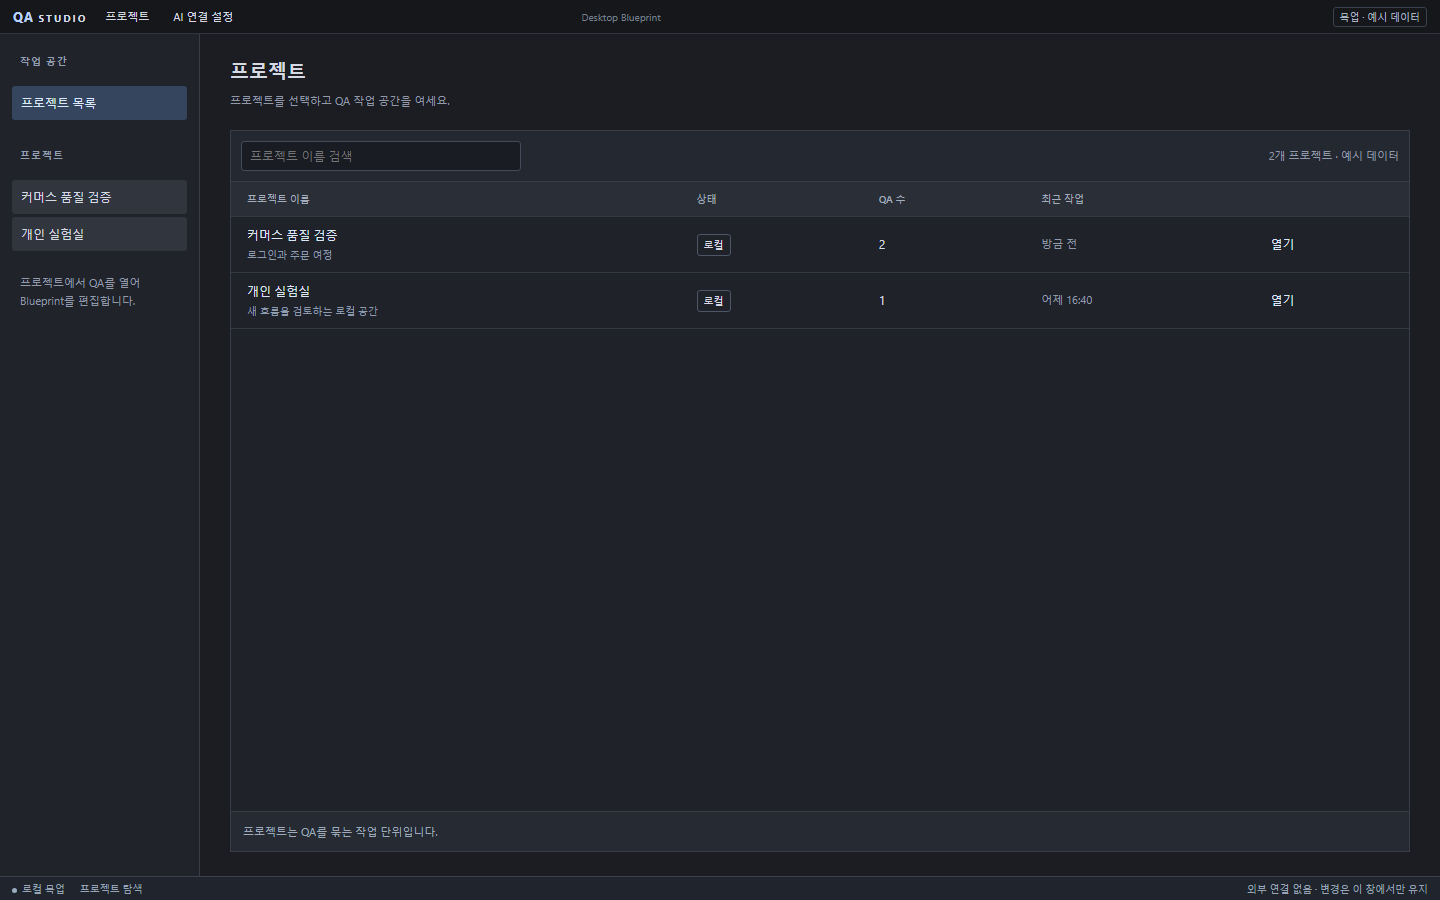 QA STUDIO 프로젝트 AI 연결 설정 Desktop Blueprint 목업 · 예시 데이터
작업 공간
프로젝트 목록
프로젝트
커머스 품질 검증
개인 실험실
프로젝트에서 QA를 열어
Blueprint를 편집합니다.
프로젝트
프로젝트를 선택하고 QA 작업 공간을 여세요.
프로젝트 이름 검색 2개 프로젝트 · 예시 데이터
프로젝트 이름 상태 QA 수 최근 작업
커머스 품질 검증 로컬 2 방금 전 열기
로그인과 주문 여정
개인 실험실 로컬 1 어제 16:40 열기
새 흐름을 검토하는 로컬 공간
프로젝트는 QA를 묶는 작업 단위입니다.
로컬 목업 프로젝트 탐색 외부 연결 없음 · 변경은 이 창에서만 유지